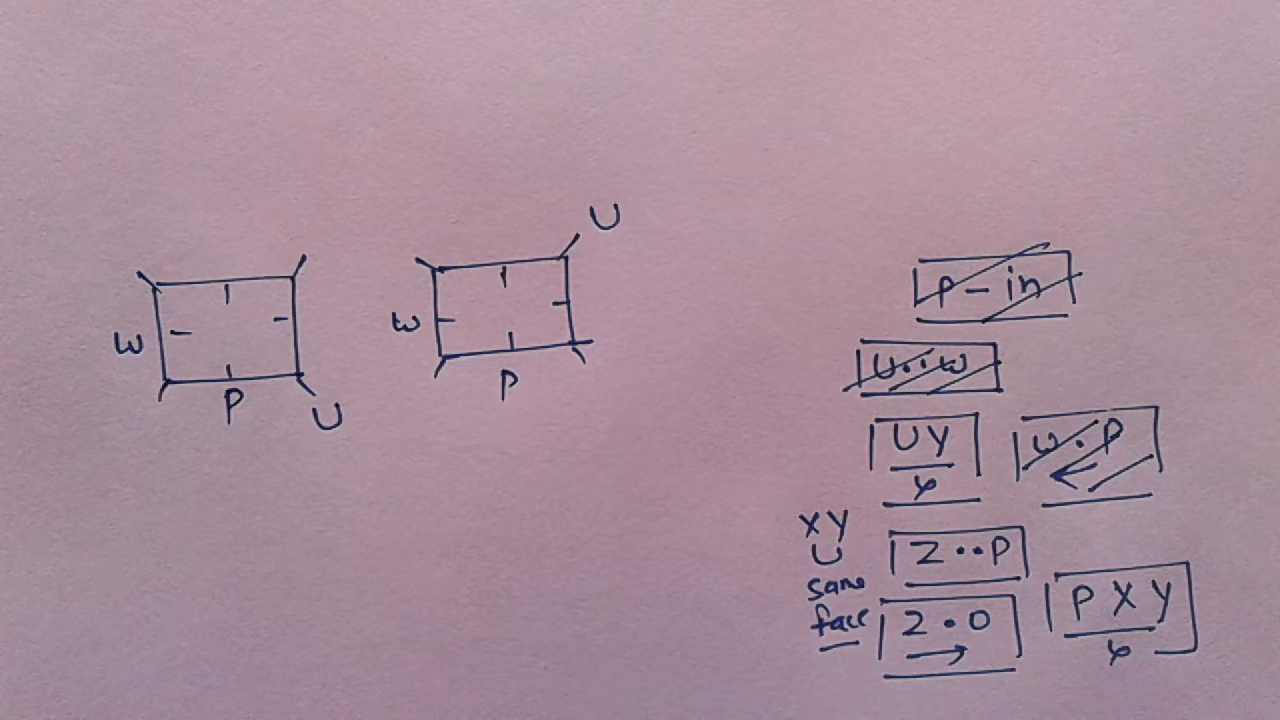 U
W
P
U
W
P
P - in
U • • W
U Y
W • P
X Y
U
same
face
Z • • P
Z • O
P X Y